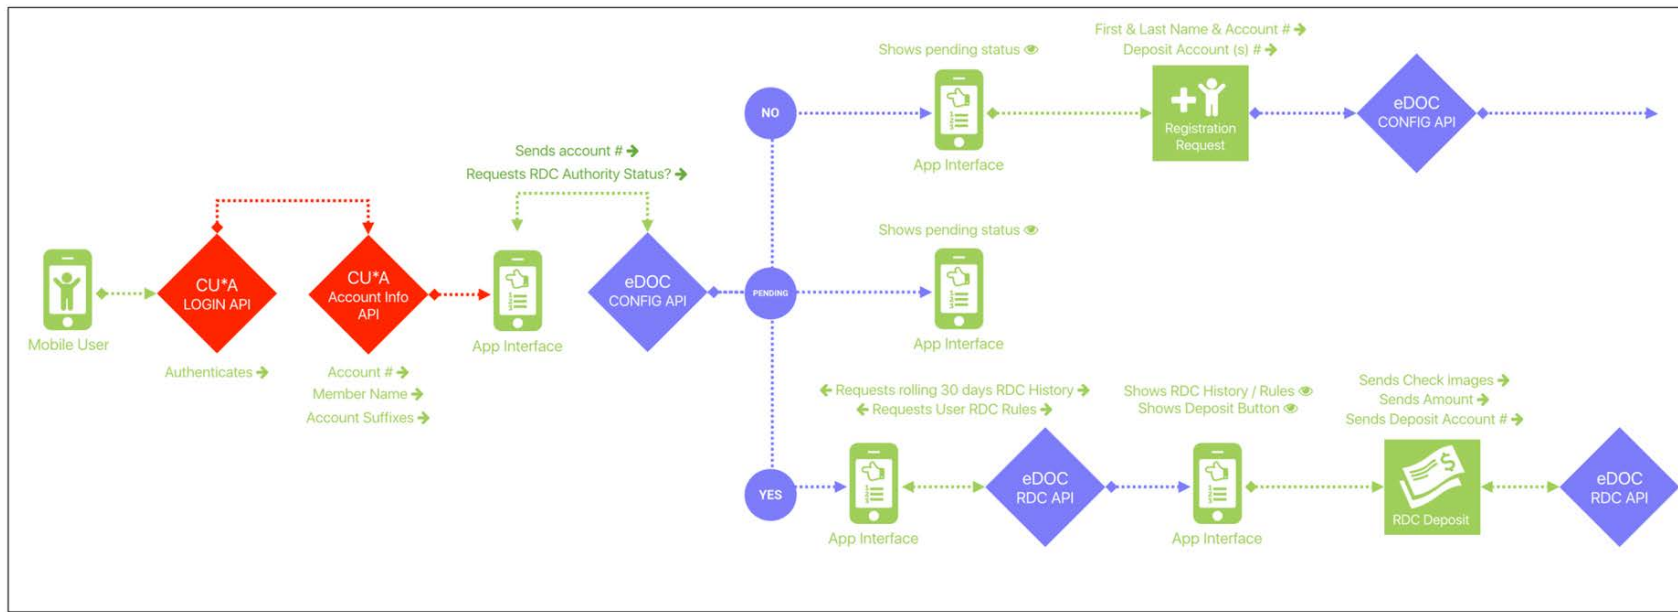 Mobile User
CU*A
LOGIN API
Authenticates →
CU*A
Account Info
API
Account # →
Member Name →
Account Suffixes →
App Interface
Sends account # →
Requests RDC Authority Status? →
eDOC
CONFIG API
NO
Shows pending status
App Interface
First & Last Name & Account # →
Deposit Account (s) # →
Registration
Request
eDOC
CONFIG API
PENDING
Shows pending status
App Interface
YES
← Requests rolling 30 days RDC History →
← Requests User RDC Rules →
App Interface
eDOC
RDC API
Shows RDC History / Rules
Shows Deposit Button
App Interface
Sends Check images →
Sends Amount →
Sends Deposit Account # →
$
RDC Deposit
eDOC
RDC API